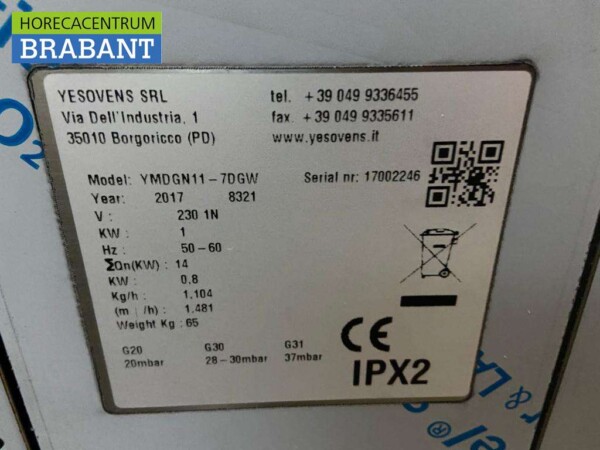 HORECACENTRUM
BRABANT
YESOVENS SRL
Via Dell'Industria, 1
35010 Borgoricco (PD)
tel. +39 049 9336455
fax. +39 049 9335611
www.yesovens.it
Model: YMDGN11-7DGW Serial nr: 17002246
Year: 2017 8321
V : 230 1N
KW : 1
Hz : 50-60
ΣQn(KW) : 14
KW : 0,8
Kg/h : 1,104
(m /h) : 1,481
Weight Kg : 65
G20 G30 G31
20mbar 28-30mbar 37mbar
CE
IPX2
O2
& LA